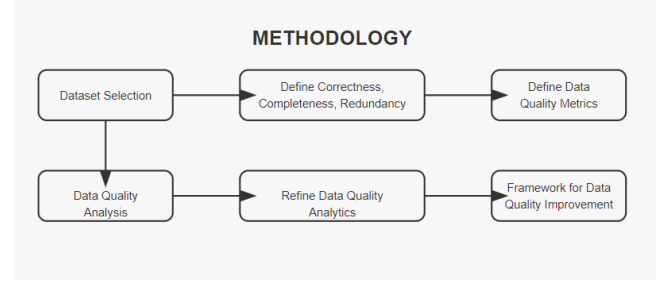 METHODOLOGY
Dataset Selection
Define Correctness,
Completeness, Redundancy
Define Data
Quality Metrics
Data Quality
Analysis
Refine Data Quality
Analytics
Framework for Data
Quality Improvement